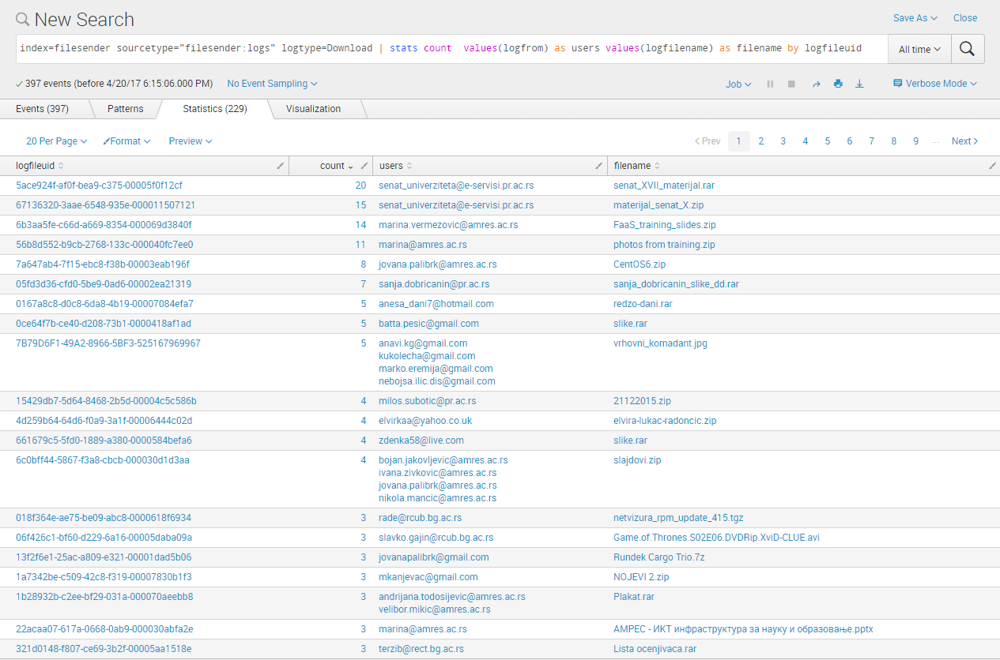 New Search
Save As
Close
index=filesender sourcetype="filesender:logs" logtype=Download | stats count  values(logfrom) as users values(logfilename) as filename by logfileuid
All time
397 events (before 4/20/17 6:15:06.000 PM)
No Event Sampling
Job
Verbose Mode
Events (397)
Patterns
Statistics (229)
Visualization
20 Per Page
Format
Preview
Prev 1 2 3 4 5 6 7 8 9 ... Next
logfileuid count users filename
5ace924f-af0f-bea9-c375-00005f0f12cf 20 senat_univerziteta@e-servisi.pr.ac.rs senat_XVII_materijal.rar
67136320-3aae-6548-935e-000011507121 15 senat_univerziteta@e-servisi.pr.ac.rs materijal_senat_X.zip
6b3aa5fe-c66d-a669-8354-000069d3840f 14 marina.vermezovic@amres.ac.rs FaaS_training_slides.zip
56b8d552-b9cb-2768-133c-000040fc7ee0 11 marina@amres.ac.rs photos from training.zip
7a647ab4-7f15-ebc8-f38b-00003eab196f 8 jovana.palibrk@amres.ac.rs CentOS6.zip
05fd3d36-cfd0-5be9-0ad6-00002ea21319 7 sanja.dobricanin@pr.ac.rs sanja_dobricanin_slike_dd.rar
0167a8c8-d0c8-6da8-4b19-00007084efa7 5 anesa_dani7@hotmail.com redzo-dani.rar
0ce64f7b-ce40-d208-73b1-0000418af1ad 5 batta.pesic@gmail.com slike.rar
7B79D6F1-49A2-8966-5BF3-525167969967 5 anavi.kg@gmail.com vrhovni_komadant.jpg
kukolecha@gmail.com
marko.eremija@gmail.com
nebojsa.ilic.dis@gmail.com
15429db7-5d64-8468-2b5d-00004c5c586b 4 milos.subotic@pr.ac.rs 21122015.zip
4d259b64-64d6-f0a9-3a1f-00006444c02d 4 elvirkaa@yahoo.co.uk elvira-lukac-radoncic.zip
661679c5-5fd0-1889-a380-0000584befa6 4 zdenka58@live.com slike.rar
6c0bff44-5867-f3a8-cbcb-000030d1d3aa 4 bojan.jakovljevic@amres.ac.rs slajdovi.zip
ivana.zivkovic@amres.ac.rs
jovana.palibrk@amres.ac.rs
nikola.mancic@amres.ac.rs
018f364e-ae75-be09-abc8-0000618f6934 3 rade@rcub.bg.ac.rs netvizura_rpm_update_415.tgz
06f426c1-bf60-d229-6a16-00005daba09a 3 slavko.gajin@rcub.bg.ac.rs Game.of.Thrones.S02E06.DVDRip.XviD-CLUE.avi
13f2f6e1-25ac-a809-e321-00001dad5b06 3 jovanapalibrk@gmail.com Rundek Cargo Trio.7z
1a7342be-c509-42c8-f319-00007830b1f3 3 mkanjevac@gmail.com NOJEVI 2.zip
1b28932b-c2ee-bf29-031a-000070aeebb8 3 andrijana.todosijevic@amres.ac.rs Plakat.rar
velibor.mikic@amres.ac.rs
22acaa07-617a-0668-0ab9-000030abfa2e 3 marina@amres.ac.rs АМРЕС - ИКТ инфраструктура за науку и образовање.pptx
321d0148-f807-ce69-3b2f-00005aa1518e 3 terzib@rect.bg.ac.rs Lista ocenjivaca.rar